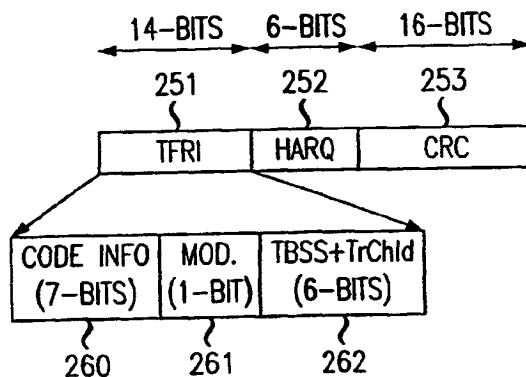 14-BITS 6-BITS 16-BITS
251 252 253
TFRI HARQ CRC
CODE INFO MOD. TBSS+TrChId
(7-BITS) (1-BIT) (6-BITS)
260 261 262